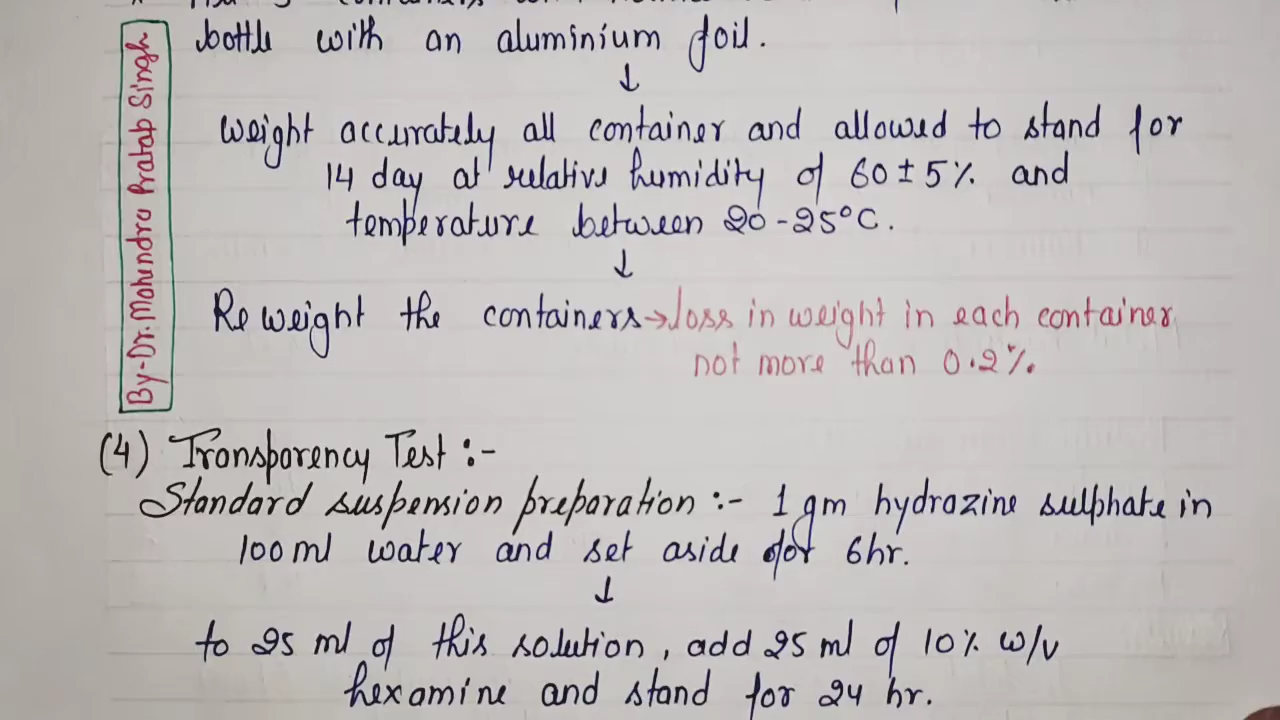 bottle with an aluminium foil.
↓
weight accurately all container and allowed to stand for
14 day at relative humidity of 60 ± 5% and
temperature between 20-25°C.
↓
Re weight the containers → loss in weight in each container
not more than 0.2%.
By-Dr. Mahendra Pratap Singh
(4) Transparency Test :-
Standard suspension preparation :- 1 gm hydrazine sulphate in
100 ml water and set aside for 6hr.
↓
to 25 ml of this solution, add 25 ml of 10% w/v
hexamine and stand for 24 hr.